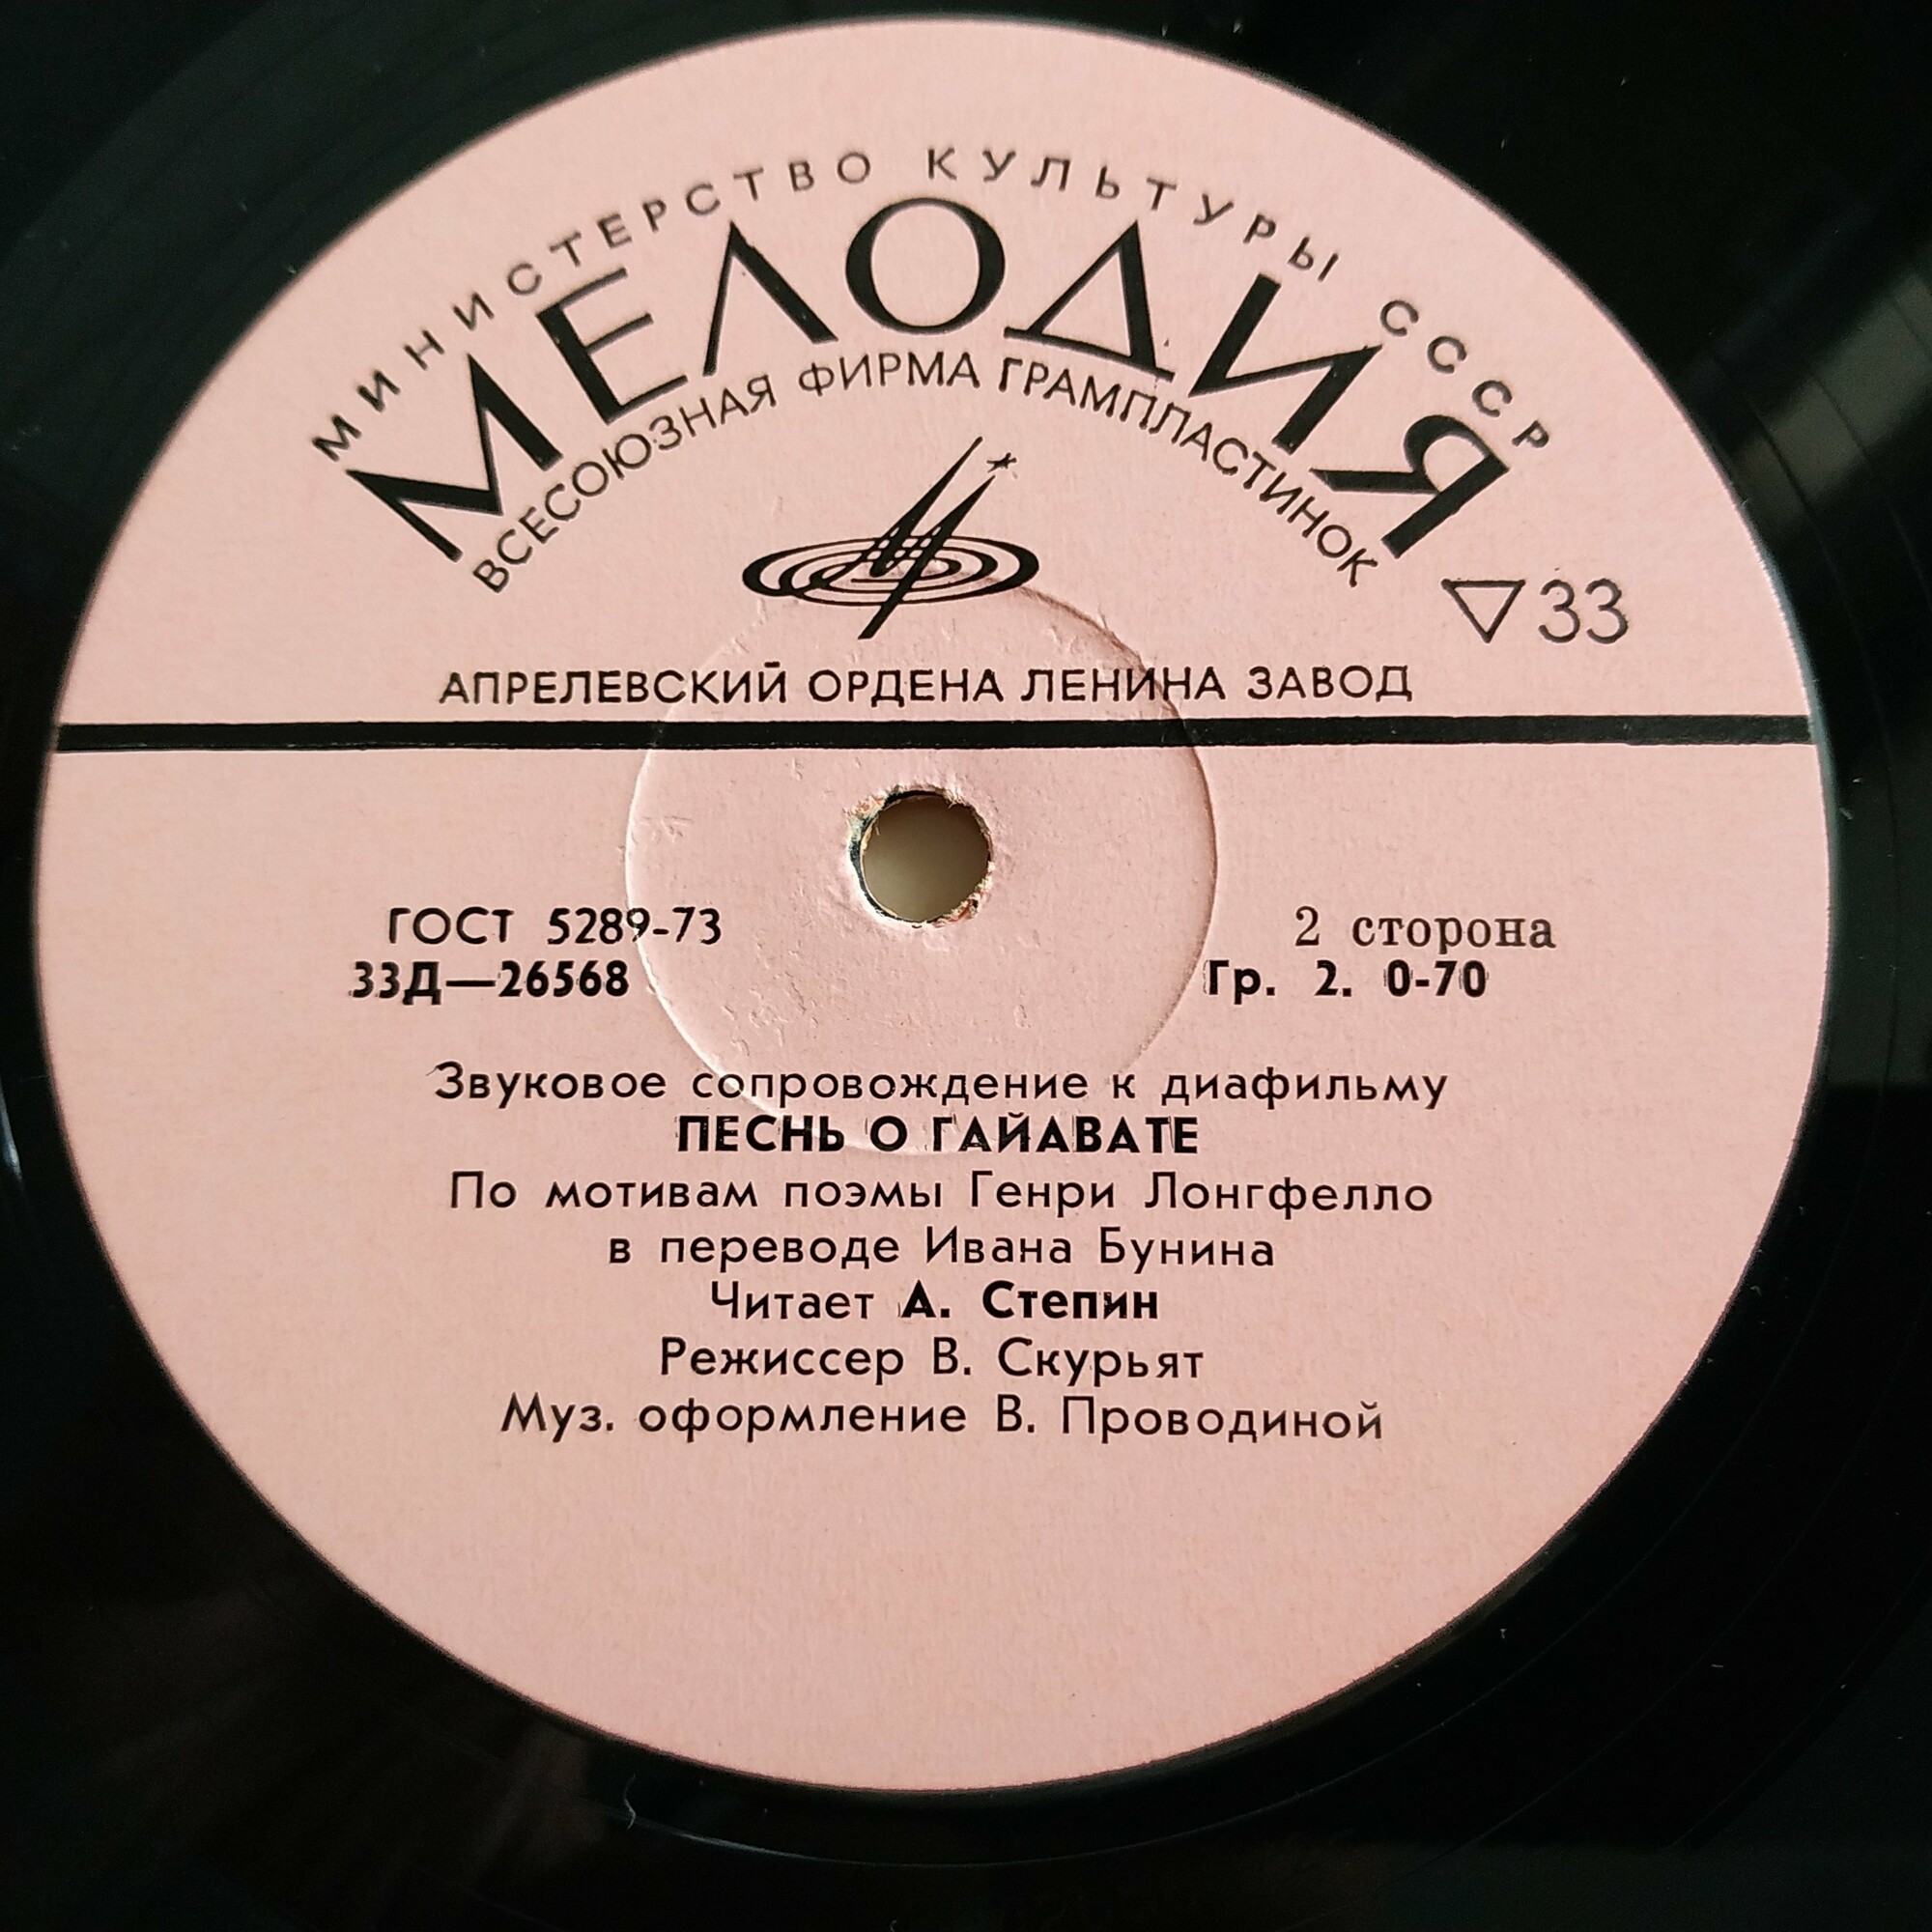 МИНИСТЕРСТВО КУЛЬТУРЫ СССР
МЕЛОДИЯ
ВСЕСОЮЗНАЯ ФИРМА ГРАМПЛАСТИНОК
▽33
АПРЕЛЕВСКИЙ ОРДЕНА ЛЕНИНА ЗАВОД
ГОСТ 5289-73
2 сторона
33Д—26568
Гр. 2. 0-70
Звуковое сопровождение к диафильму
ПЕСНЬ О ГАЙАВАТЕ
По мотивам поэмы Генри Лонгфелло
в переводе Ивана Бунина
Читает А. Степин
Режиссер В. Скурьят
Муз. оформление В. Проводиной